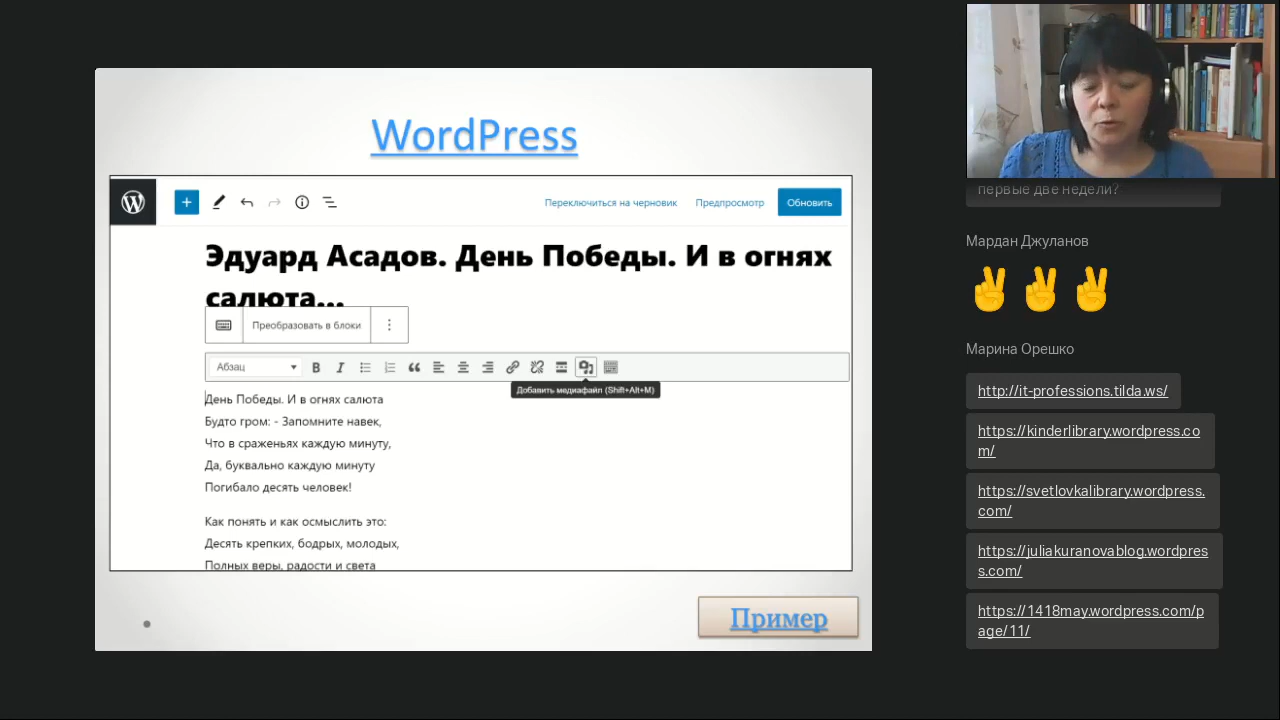 WordPress
Переключиться на черновик
Предпросмотр
Обновить
Эдуард Асадов. День Победы. И в огнях
салюта...
Преобразовать в блоки
Абзац
B I
Добавить медиафайл (Shift+Alt+M)
День Победы. И в огнях салюта
Будто гром: - Запомните навек,
Что в сраженьях каждую минуту,
Да, буквально каждую минуту
Погибало десять человек!
Как понять и как осмыслить это:
Десять крепких, бодрых, молодых,
Полных веры, радости и света
Пример
первые две недели?
Мардан Джуланов
Марина Орешко
http://it-professions.tilda.ws/
https://kinderlibrary.wordpress.co
m/
https://svetlovkalibrary.wordpress.
com/
https://juliakuranovablog.wordpres
s.com/
https://1418may.wordpress.com/p
age/11/